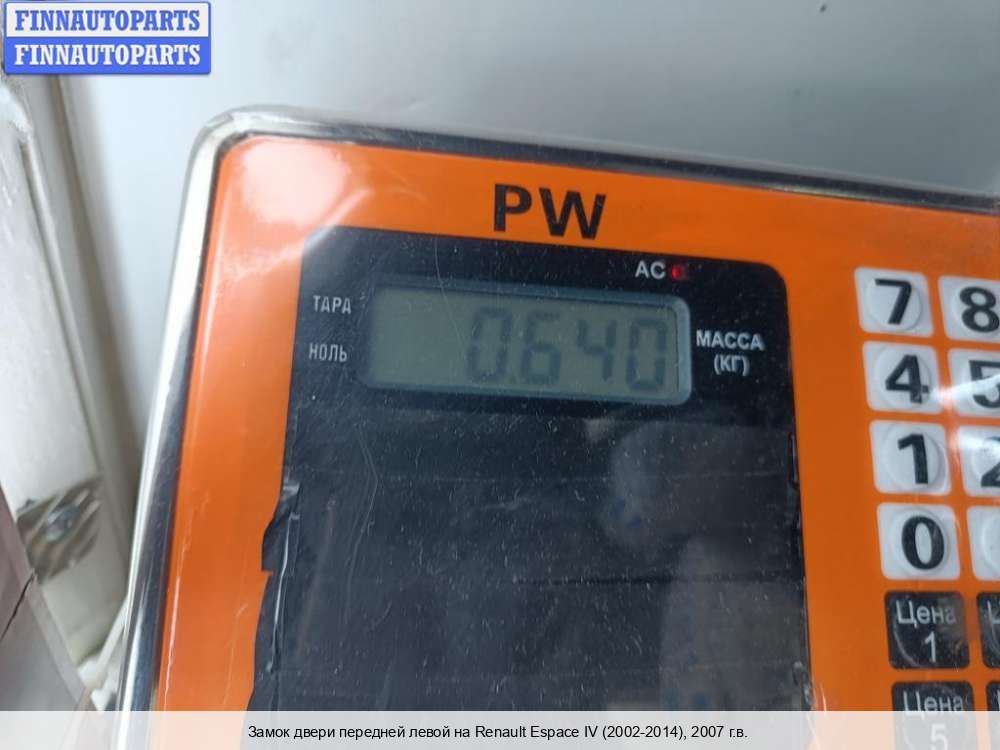 FINNAUTOPARTS
FINNAUTOPARTS
PW
AC
ТАРА
НОЛЬ
0.640
МАССА
(КГ)
7 8
4 5
1 2
0
Цена
1
Цена
5
Замок двери передней левой на Renault Espace IV (2002-2014), 2007 г.в.